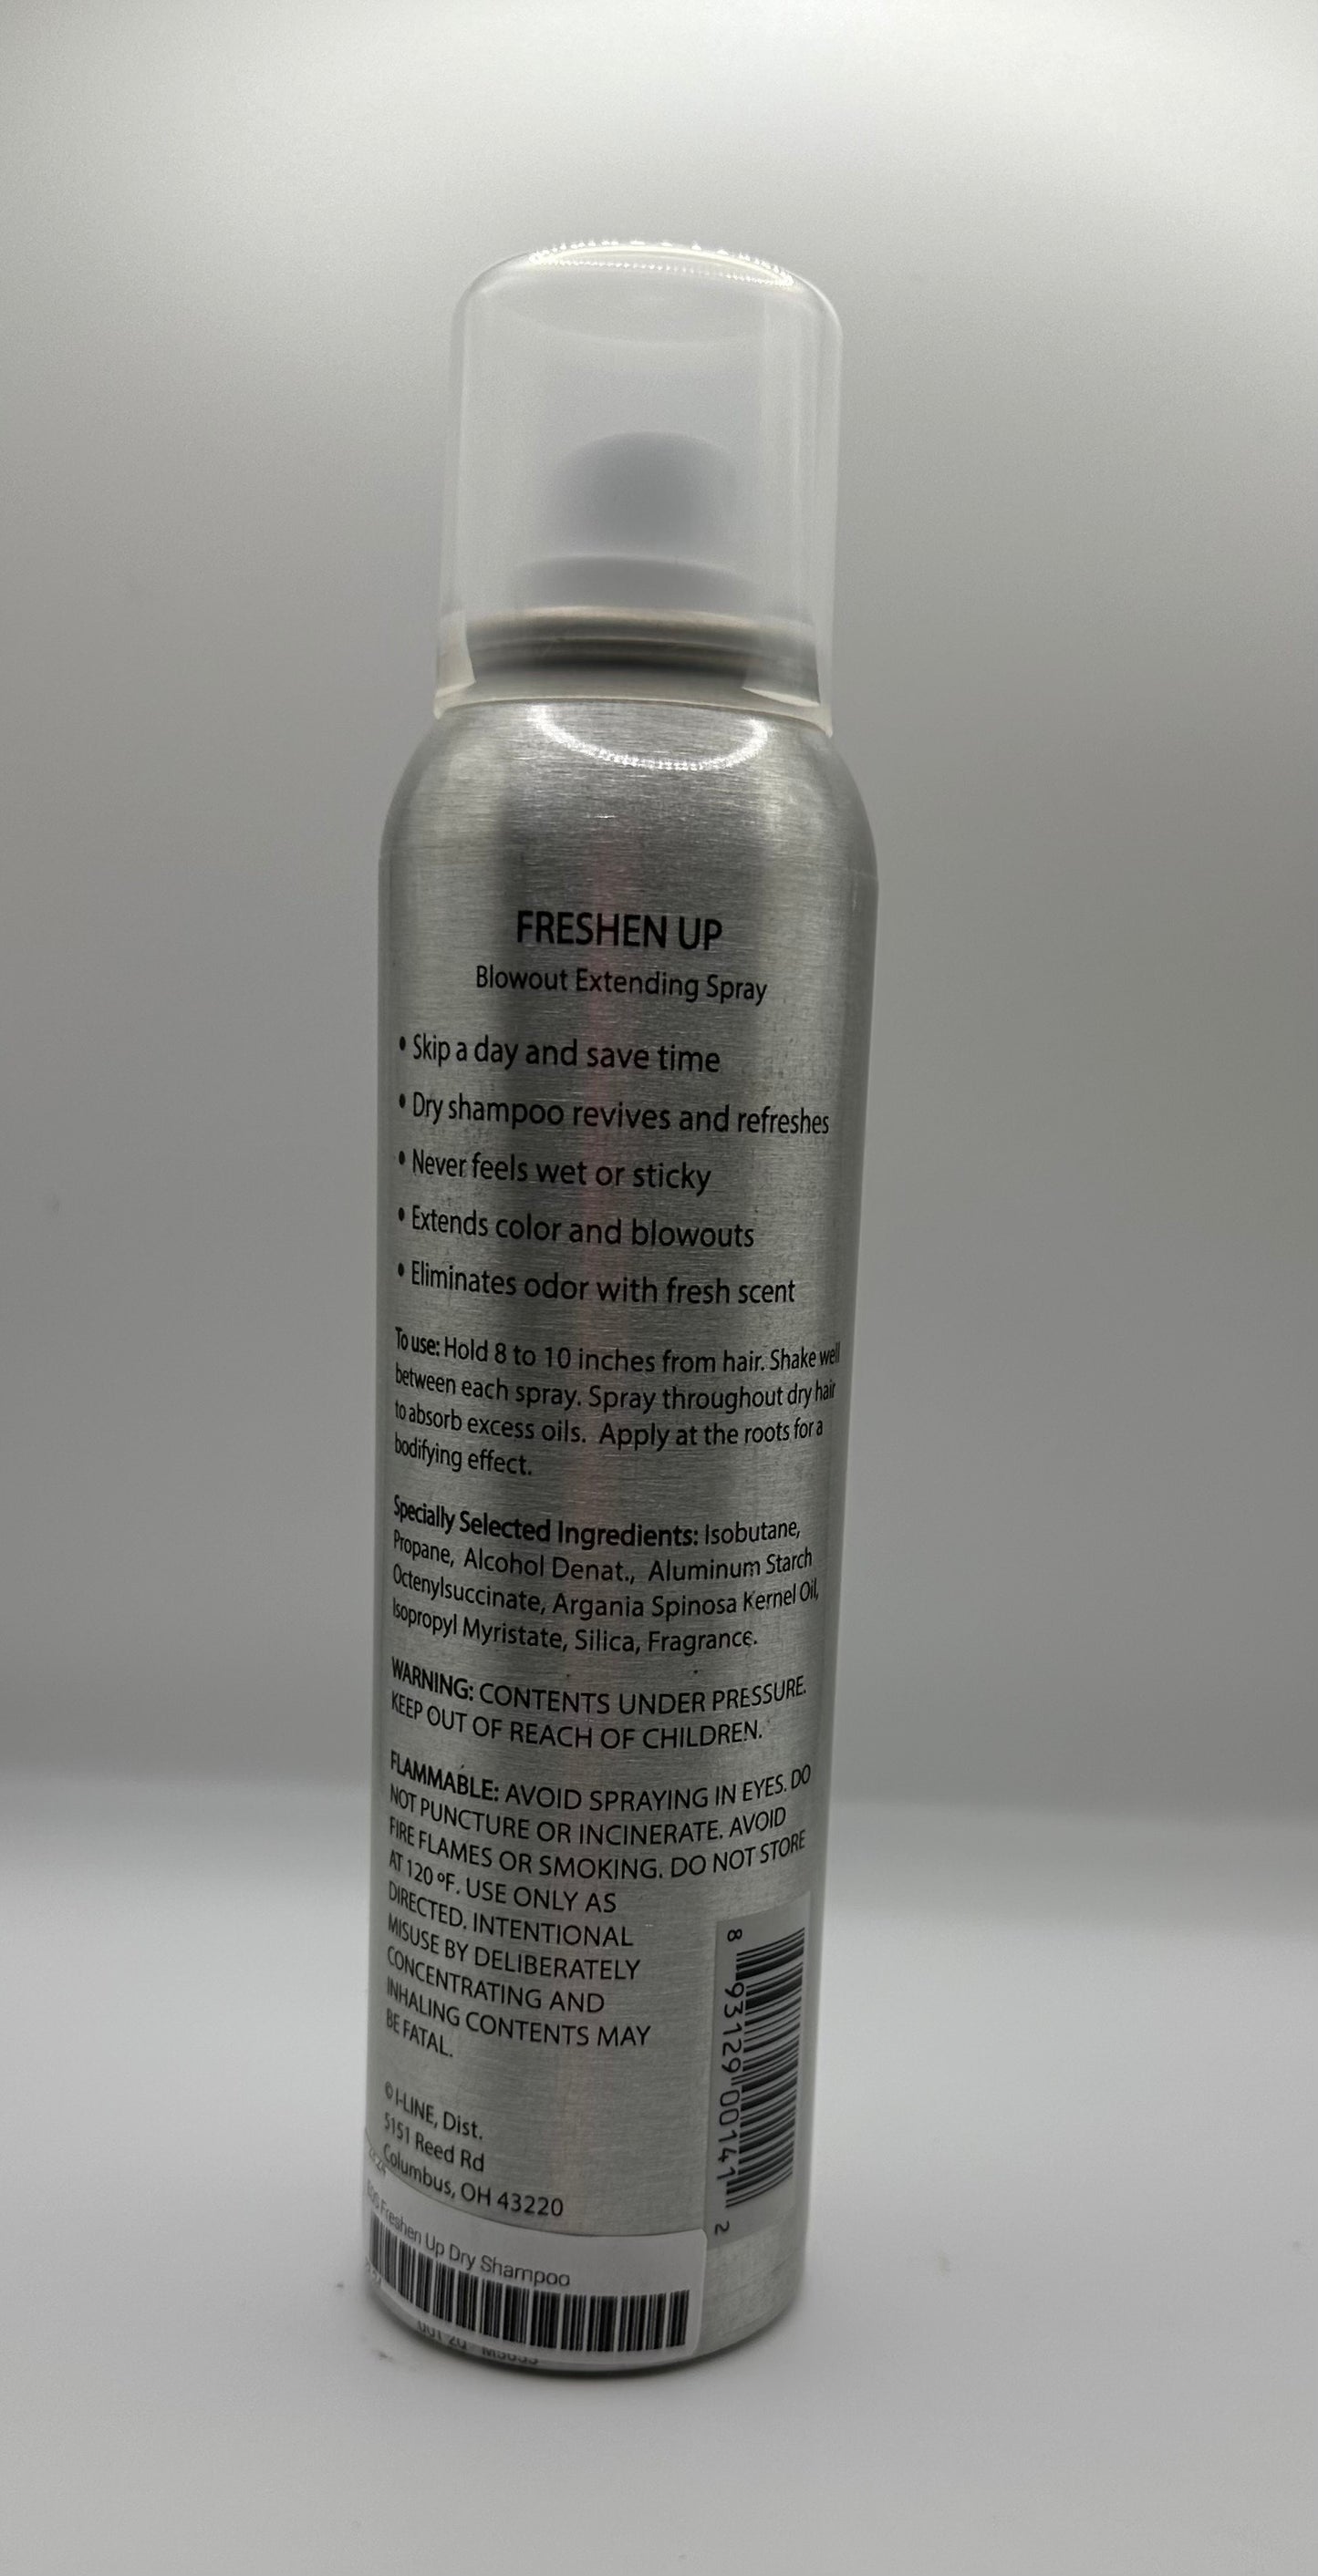 FRESHEN UP
Blowout Extending Spray
• Skip a day and save time
• Dry shampoo revives and refreshes
• Never feels wet or sticky
• Extends color and blowouts
• Eliminates odor with fresh scent
To use: Hold 8 to 10 inches from hair. Shake well
between each spray. Spray throughout dry hair
to absorb excess oils. Apply at the roots for a
bodifying effect.
Specially Selected Ingredients: Isobutane,
Propane, Alcohol Denat., Aluminum Starch
Octenylsuccinate, Argania Spinosa Kernel Oil,
Isopropyl Myristate, Silica, Fragrance.
WARNING: CONTENTS UNDER PRESSURE.
KEEP OUT OF REACH OF CHILDREN.
FLAMMABLE: AVOID SPRAYING IN EYES. DO
NOT PUNCTURE OR INCINERATE. AVOID
FIRE FLAMES OR SMOKING. DO NOT STORE
AT 120 ºF. USE ONLY AS
DIRECTED. INTENTIONAL
MISUSE BY DELIBERATELY
CONCENTRATING AND
INHALING CONTENTS MAY
BE FATAL.
8 93129 00141 2
© I-LINE, Dist.
5151 Reed Rd
Columbus, OH 43220
Freshen Up Dry Shampoo